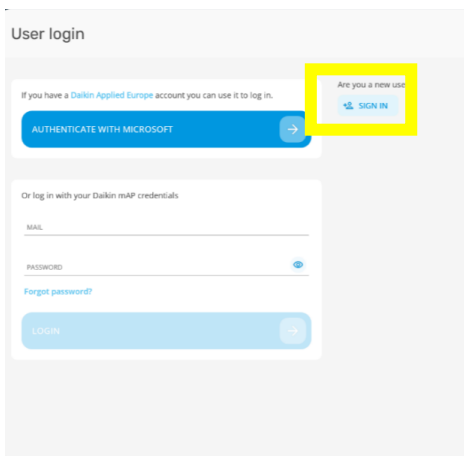 User login
If you have a Daikin Applied Europe account you can use it to log in.
AUTHENTICATE WITH MICROSOFT
Are you a new use
SIGN IN
Or log in with your Daikin mAP credentials
MAIL
PASSWORD
Forgot password?
LOGIN